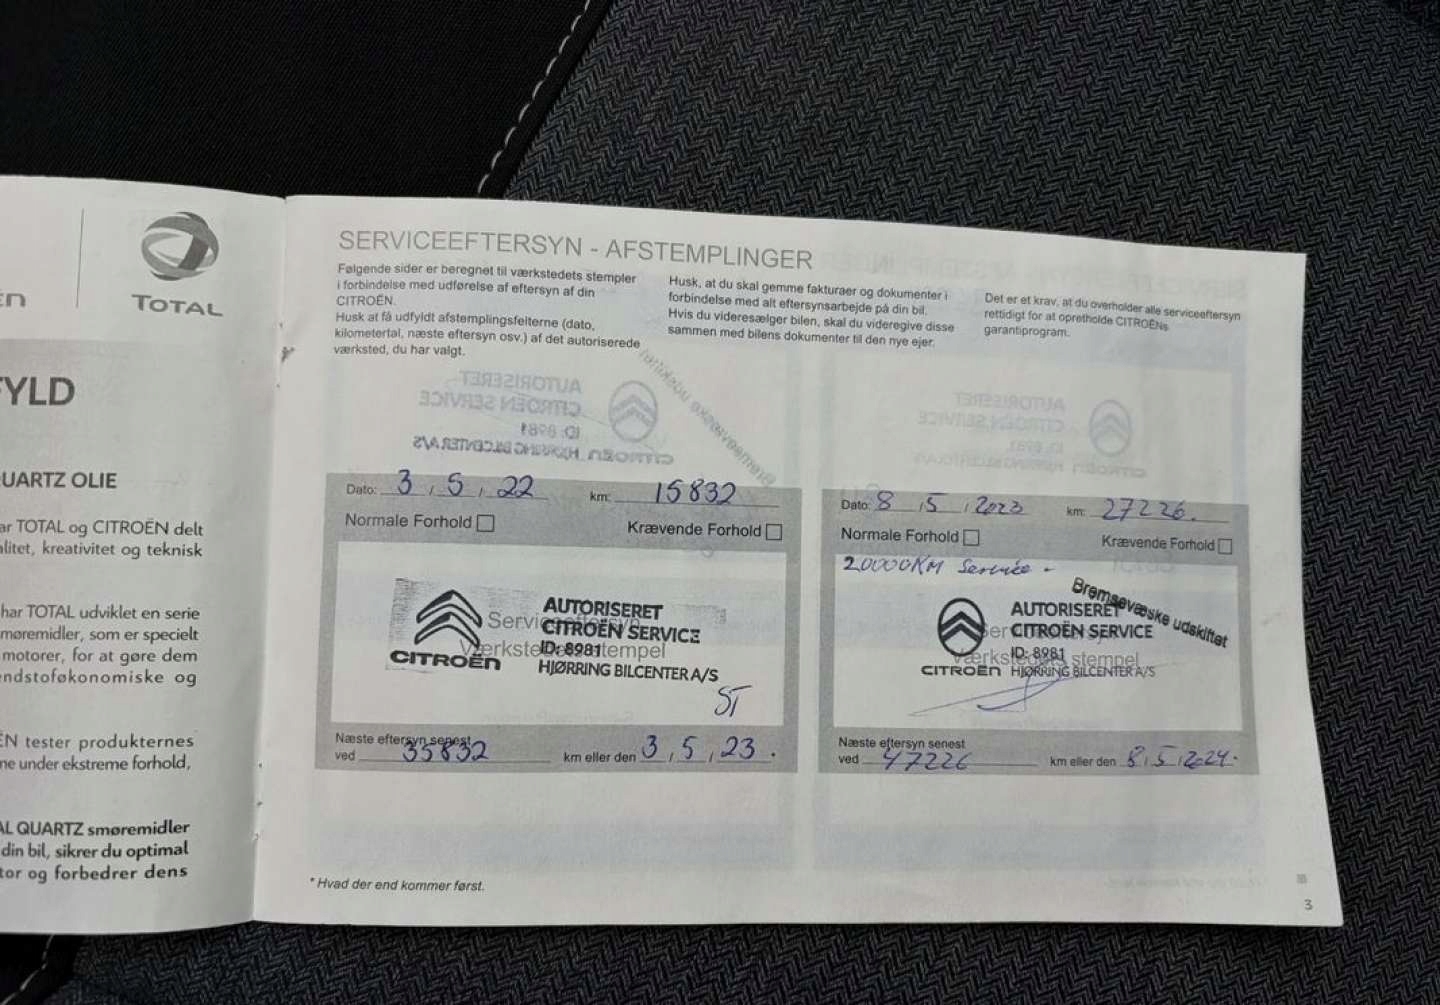 TOTAL
YLD
UARTZ OLIE
ar TOTAL og CITROËN delt
litet, kreativitet og teknisk
har TOTAL udviklet en serie
møremidler, som er specielt
motorer, for at gøre dem
ndstoføkonomiske og
ËN tester produkternes
ne under ekstreme forhold,
AL QUARTZ smøremidler
din bil, sikrer du optimal
tor og forbedrer dens
SERVICEEFTERSYN - AFSTEMPLINGER
Følgende sider er beregnet til værkstedets stempler
i forbindelse med udførelse af eftersyn af din
CITROËN.
Husk at få udfyldt afstemplingsfelterne (dato,
kilometertal, næste eftersyn osv.) af det autoriserede
værksted, du har valgt.
Husk, at du skal gemme fakturaer og dokumenter i
forbindelse med alt eftersynsarbejde på din bil.
Hvis du videresælger bilen, skal du videregive disse
sammen med bilens dokumenter til den nye ejer.
Det er et krav, at du overholder alle serviceeftersyn
rettidigt for at opretholde CITROËNs
garantiprogram.
Dato: 3 , 5 , 22 km: 15832
Normale Forhold Krævende Forhold
Serviceeftersyn
Værkstedets stempel
CITROËN
AUTORISERET
CITROËN SERVICE
ID: 8981
HJØRRING BILCENTER A/S
ST
Næste eftersyn senest
ved 35832 km eller den 3 , 5 , 23 .
Dato: 8 , 5 , 2023 km: 27226.
Normale Forhold Krævende Forhold
20000KM Service -
Bremsevæske udskiftet
CITROËN
AUTORISERET
CITROËN SERVICE
ID: 8981
HJØRRING BILCENTER A/S
Værkstedets stempel
Næste eftersyn senest
ved 47226 km eller den 8 , 5 , 2024.
* Hvad der end kommer først.
3